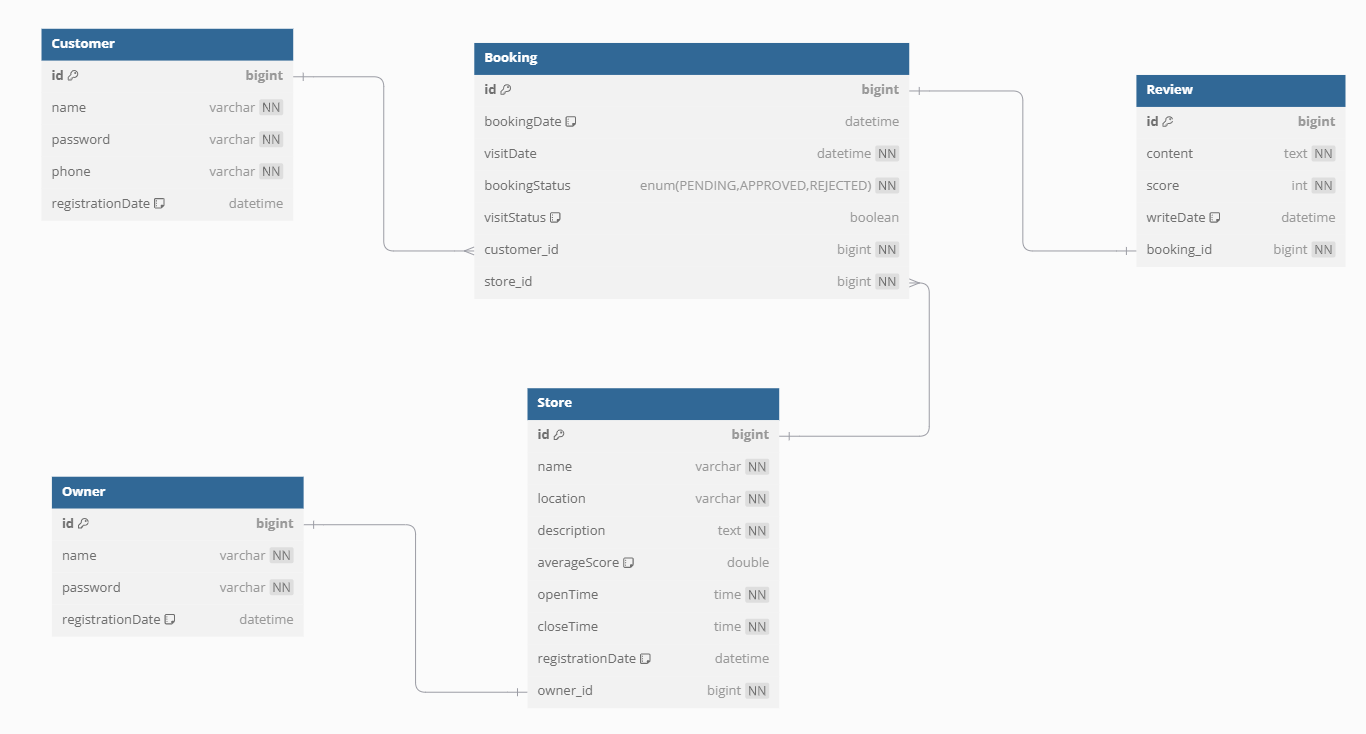 Customer
id bigint
name varchar NN
password varchar NN
phone varchar NN
registrationDate datetime
Booking
id bigint
bookingDate datetime
visitDate datetime NN
bookingStatus enum(PENDING,APPROVED,REJECTED) NN
visitStatus boolean
customer_id bigint NN
store_id bigint NN
Review
id bigint
content text NN
score int NN
writeDate datetime
booking_id bigint NN
Store
id bigint
name varchar NN
location varchar NN
description text NN
averageScore double
openTime time NN
closeTime time NN
registrationDate datetime
owner_id bigint NN
Owner
id bigint
name varchar NN
password varchar NN
registrationDate datetime